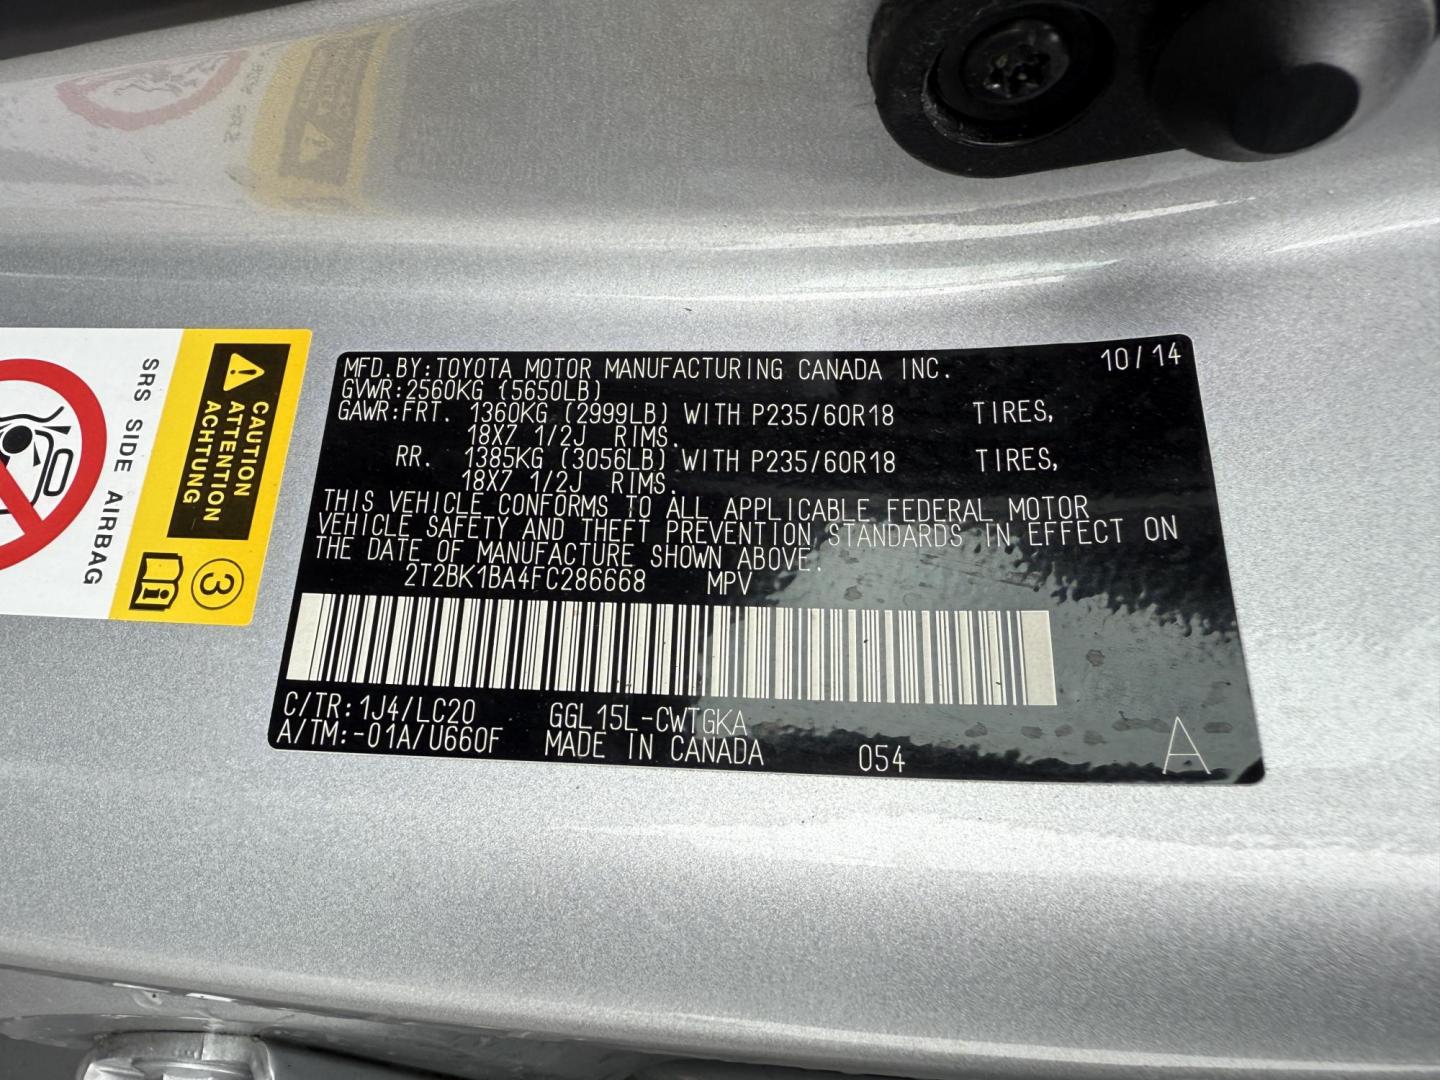 MFD. BY: TOYOTA MOTOR MANUFACTURING CANADA INC. 10/14
GVWR: 2560KG (5650LB)
GAWR: FRT. 1360KG (2999LB) WITH P235/60R18 TIRES,
18X7 1/2J RIMS.
RR. 1385KG (3056LB) WITH P235/60R18 TIRES,
18X7 1/2J RIMS.
THIS VEHICLE CONFORMS TO ALL APPLICABLE FEDERAL MOTOR
VEHICLE SAFETY AND THEFT PREVENTION STANDARDS IN EFFECT ON
THE DATE OF MANUFACTURE SHOWN ABOVE.
2T2BK1BA4FC286668 MPV
C/TR: 1J4/LC20 GGL15L-CWTGKA
A/TM: -01A/U660F MADE IN CANADA 054 A
CAUTION
ATTENTION
ACHTUNG
SRS SIDE AIRBAG
3
i